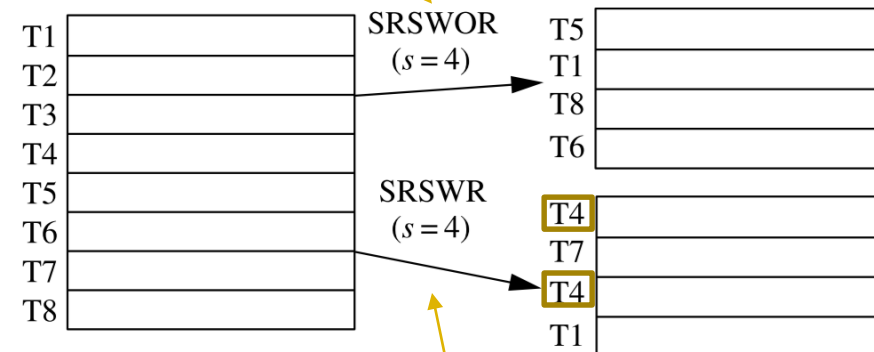 T1
T2
T3
T4
T5
T6
T7
T8
SRSWOR
(s = 4)
SRSWR
(s = 4)
T5
T1
T8
T6
T4
T7
T4
T1